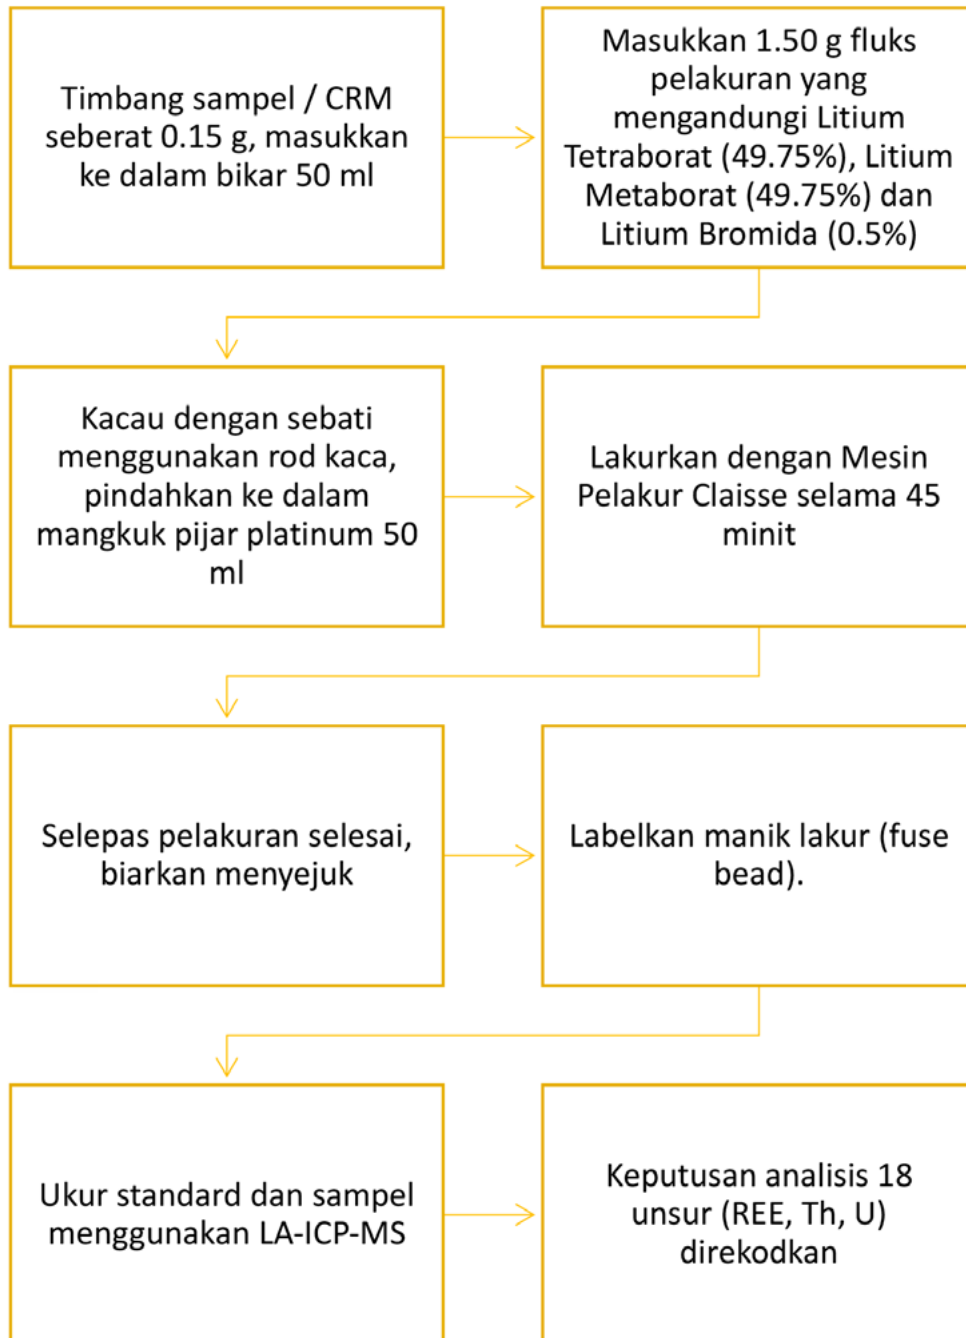 Timbang sampel / CRM
seberat 0.15 g, masukkan
ke dalam bikar 50 ml
Masukkan 1.50 g fluks
pelakuran yang
mengandungi Litium
Tetraborat (49.75%), Litium
Metaborat (49.75%) dan
Litium Bromida (0.5%)
Kacau dengan sebati
menggunakan rod kaca,
pindahkan ke dalam
mangkuk pijar platinum 50
ml
Lakurkan dengan Mesin
Pelakur Claisse selama 45
minit
Selepas pelakuran selesai,
biarkan menyejuk
Labelkan manik lakur (fuse
bead).
Ukur standard dan sampel
menggunakan LA-ICP-MS
Keputusan analisis 18
unsur (REE, Th, U)
direkodkan